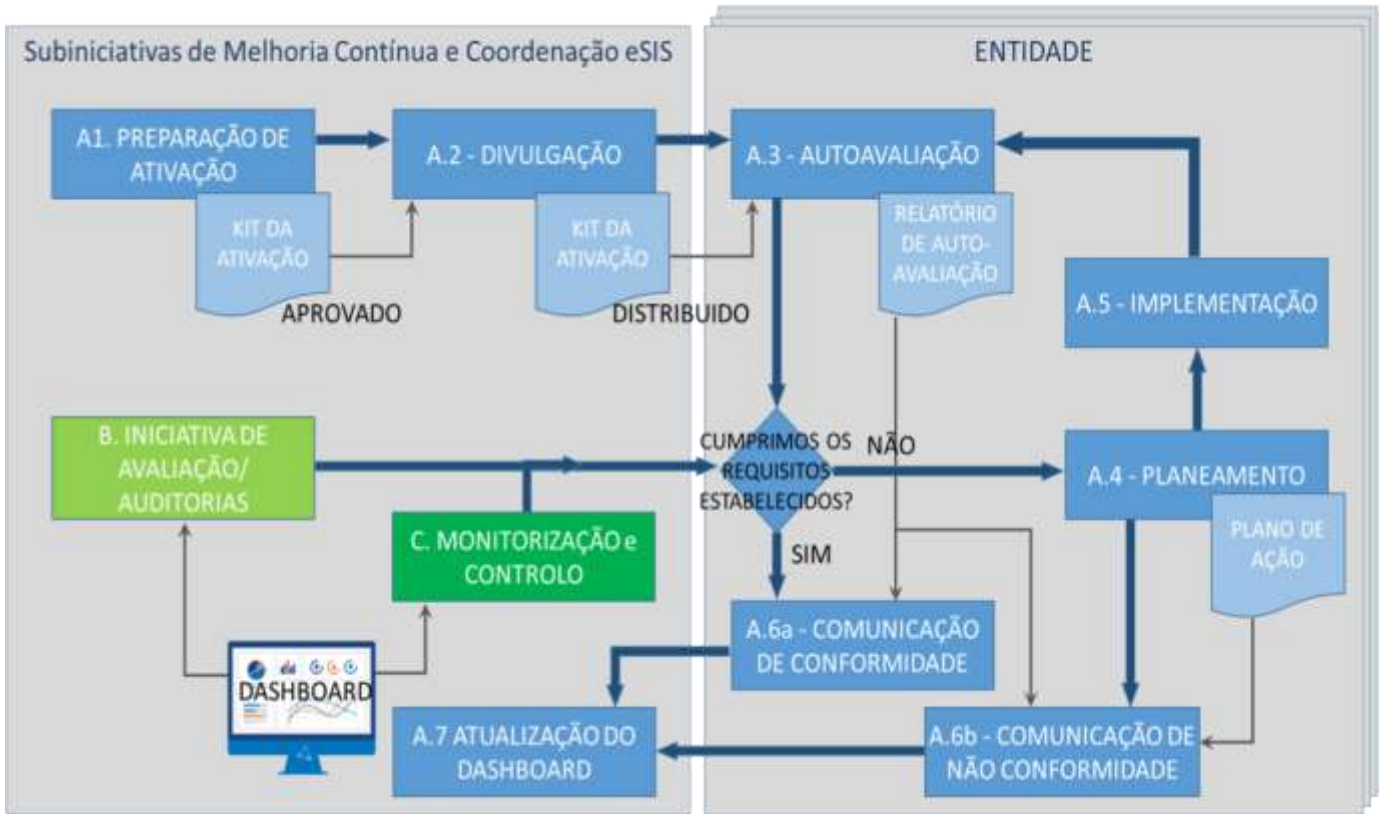 Subiniciativas de Melhoria Contínua e Coordenação eSIS
ENTIDADE
A1. PREPARAÇÃO DE
ATIVAÇÃO
A.2 - DIVULGAÇÃO
A.3 - AUTOAVALIAÇÃO
KIT DA
ATIVAÇÃO
APROVADO
KIT DA
ATIVAÇÃO
DISTRIBUIDO
RELATÓRIO
DE AUTO-
AVALIAÇÃO
A.5 - IMPLEMENTAÇÃO
B. INICIATIVA DE
AVALIAÇÃO/
AUDITORIAS
CUMPRIMOS OS
REQUISITOS
ESTABELECIDOS?
NÃO
A.4 - PLANEAMENTO
PLANO DE
AÇÃO
C. MONITORIZAÇÃO e
CONTROLO
SIM
A.6a - COMUNICAÇÃO
DE CONFORMIDADE
DASHBOARD
A.7 ATUALIZAÇÃO DO
DASHBOARD
A.6b - COMUNICAÇÃO DE
NÃO CONFORMIDADE